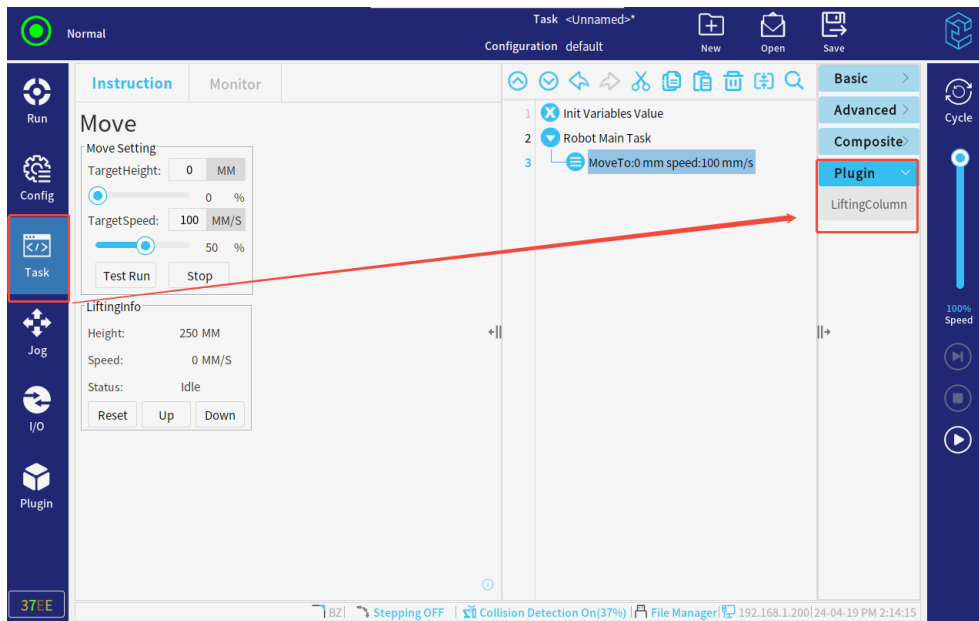 Normal
Task <Unnamed>*
Configuration default
New
Open
Save
Run
Config
Task
Jog
I/O
Plugin
37EE
Instruction
Monitor
Move
Move Setting
TargetHeight: 0 MM
0 %
TargetSpeed: 100 MM/S
50 %
Test Run
Stop
LiftingInfo
Height: 250 MM
Speed: 0 MM/S
Status: Idle
Reset
Up
Down
1 Init Variables Value
2 Robot Main Task
3 MoveTo:0 mm speed:100 mm/s
Basic
Advanced
Composite
Plugin
LiftingColumn
Cycle
100%
Speed
BZ| Stepping OFF | Collision Detection On(37%) | File Manager| 192.168.1.200|24-04-19 PM 2:14:15